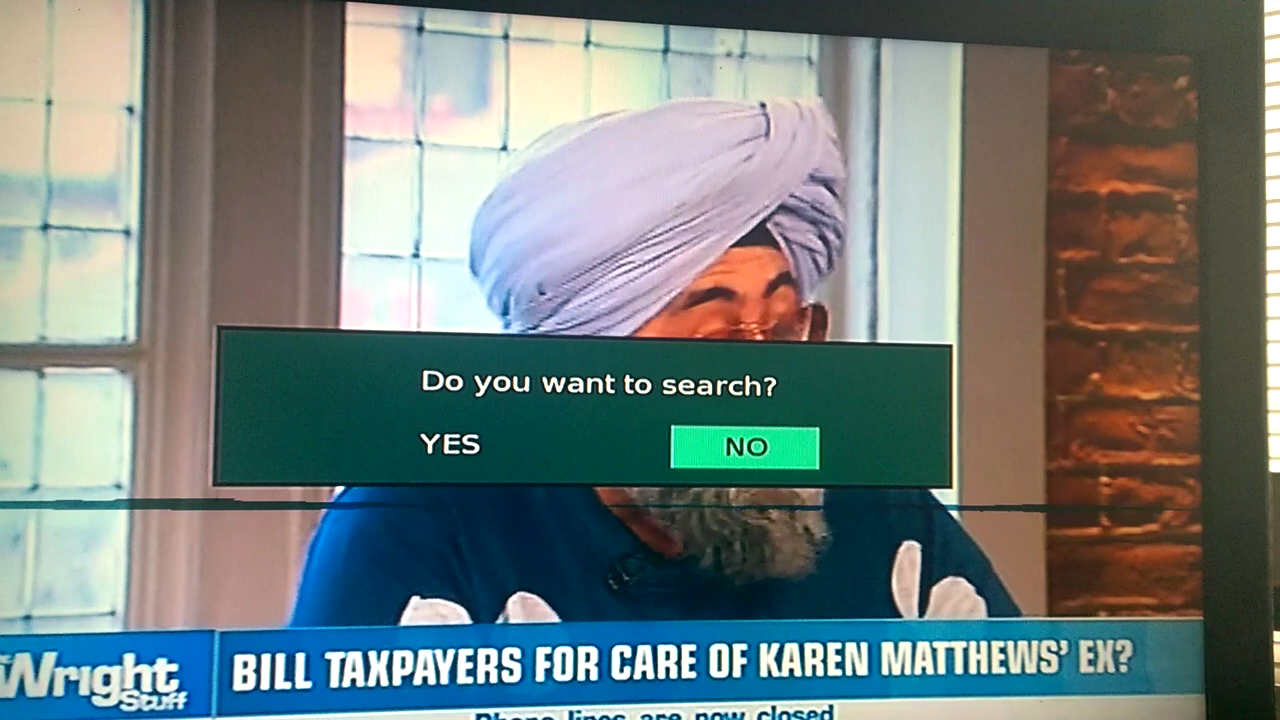 Do you want to search?
YES NO
Wright
Stuff
BILL TAXPAYERS FOR CARE OF KAREN MATTHEWS' EX?
Phone lines are now closed